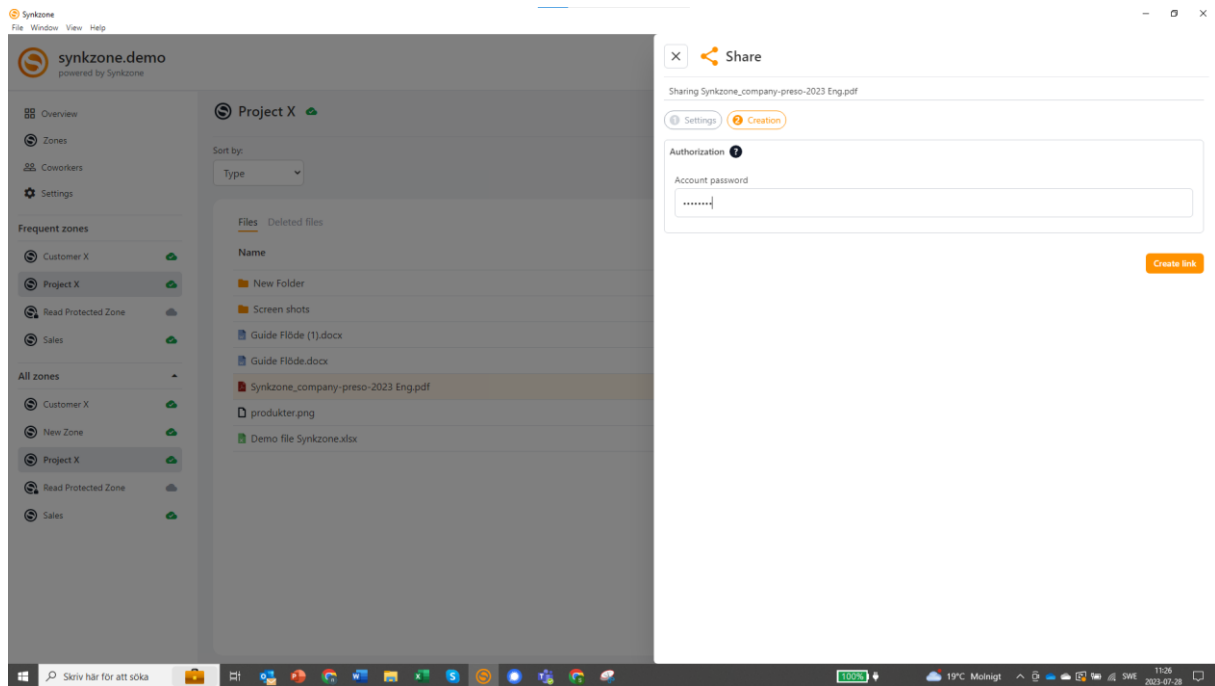 Synkzone
File Window View Help
synkzone.demo
powered by Synkzone
Overview
Zones
Coworkers
Settings
Frequent zones
Customer X
Project X
Read Protected Zone
Sales
All zones
Customer X
New Zone
Project X
Read Protected Zone
Sales
Project X
Sort by:
Type
Files Deleted files
Name
New Folder
Screen shots
Guide Flöde (1).docx
Guide Flöde.docx
Synkzone_company-preso-2023 Eng.pdf
produkter.png
Demo file Synkzone.xlsx
Share
Sharing Synkzone_company-preso-2023 Eng.pdf
1 Settings 2 Creation
Authorization ?
Account password
••••••••
Create link
Skriv här för att söka
100%
19°C Molnigt
SWE
11:26
2023-07-28